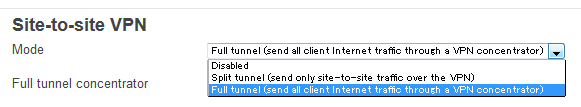 Site-to-site VPN
Mode
Full tunnel (send all client Internet traffic through a VPN concentrator)
Disabled
Split tunnel (send only site-to-site traffic over the VPN)
Full tunnel concentrator
Full tunnel (send all client Internet traffic through a VPN concentrator)